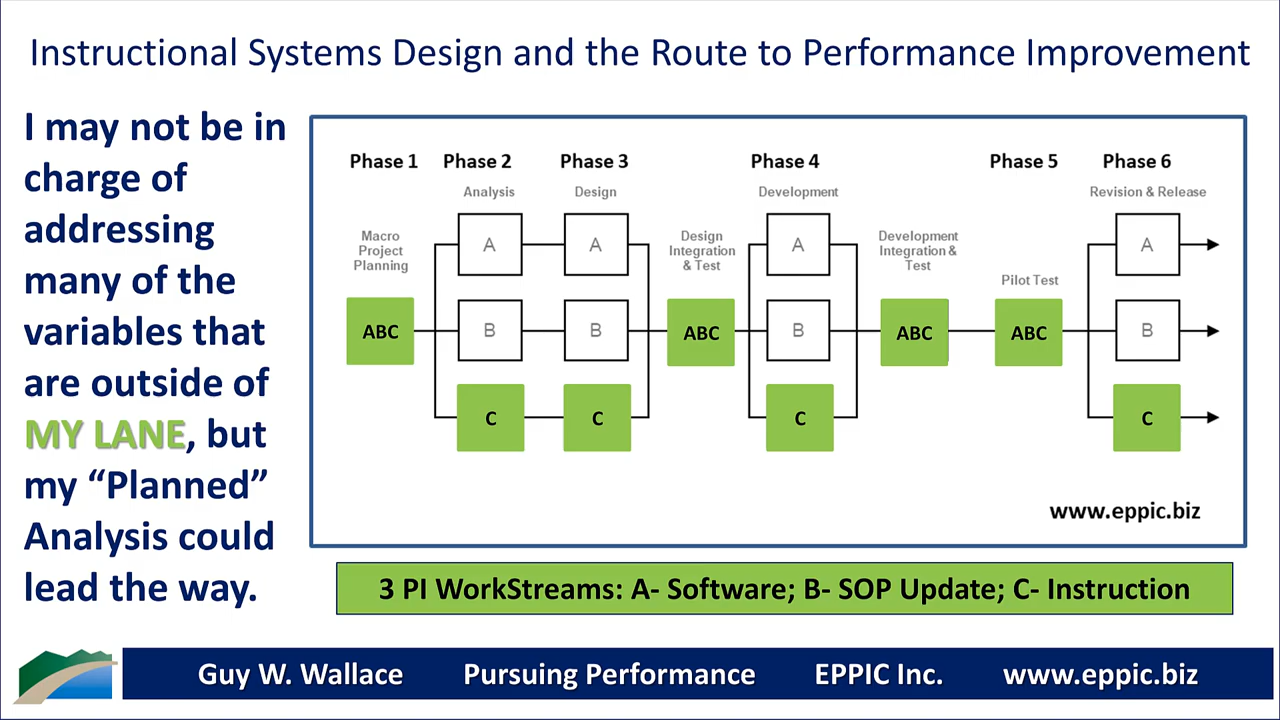 Instructional Systems Design and the Route to Performance Improvement
I may not be in
charge of
addressing
many of the
variables that
are outside of
MY LANE, but
my “Planned”
Analysis could
lead the way.
Phase 1 Phase 2 Phase 3 Phase 4 Phase 5 Phase 6
Analysis Design Development Revision & Release
Macro
Project
Planning
Design
Integration
& Test
Development
Integration &
Test
Pilot Test
A A A A
ABC B B ABC B ABC ABC B
C C C C
www.eppic.biz
3 PI WorkStreams: A- Software; B- SOP Update; C- Instruction
Guy W. Wallace Pursuing Performance EPPIC Inc. www.eppic.biz